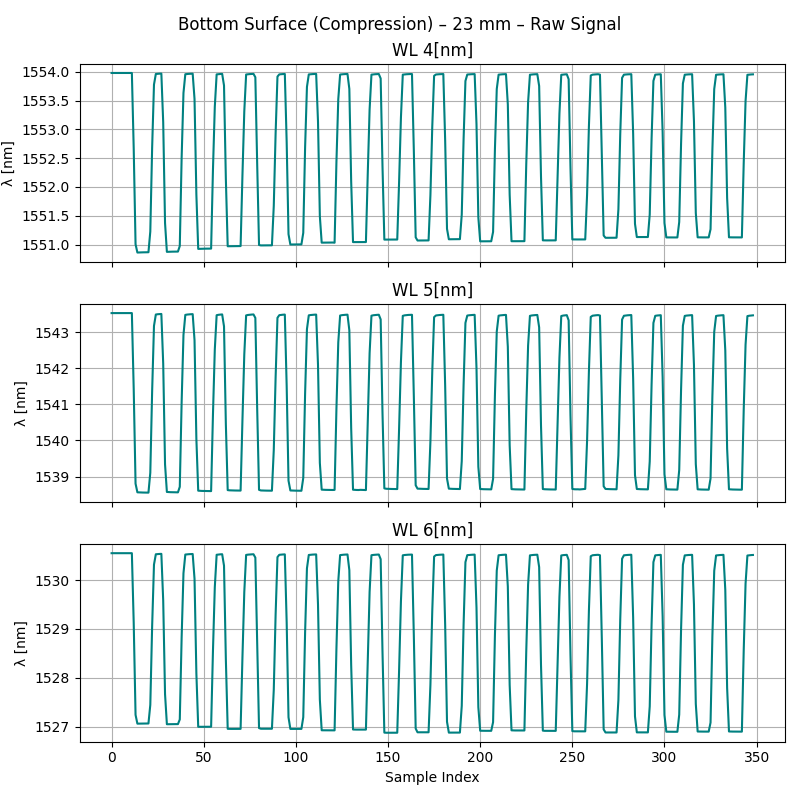 Bottom Surface (Compression) – 23 mm – Raw Signal
WL 4[nm]
1554.0
1553.5
1553.0
1552.5
1552.0
1551.5
1551.0
λ [nm]
WL 5[nm]
1543
1542
1541
1540
1539
λ [nm]
WL 6[nm]
1530
1529
1528
1527
λ [nm]
0 50 100 150 200 250 300 350
Sample Index